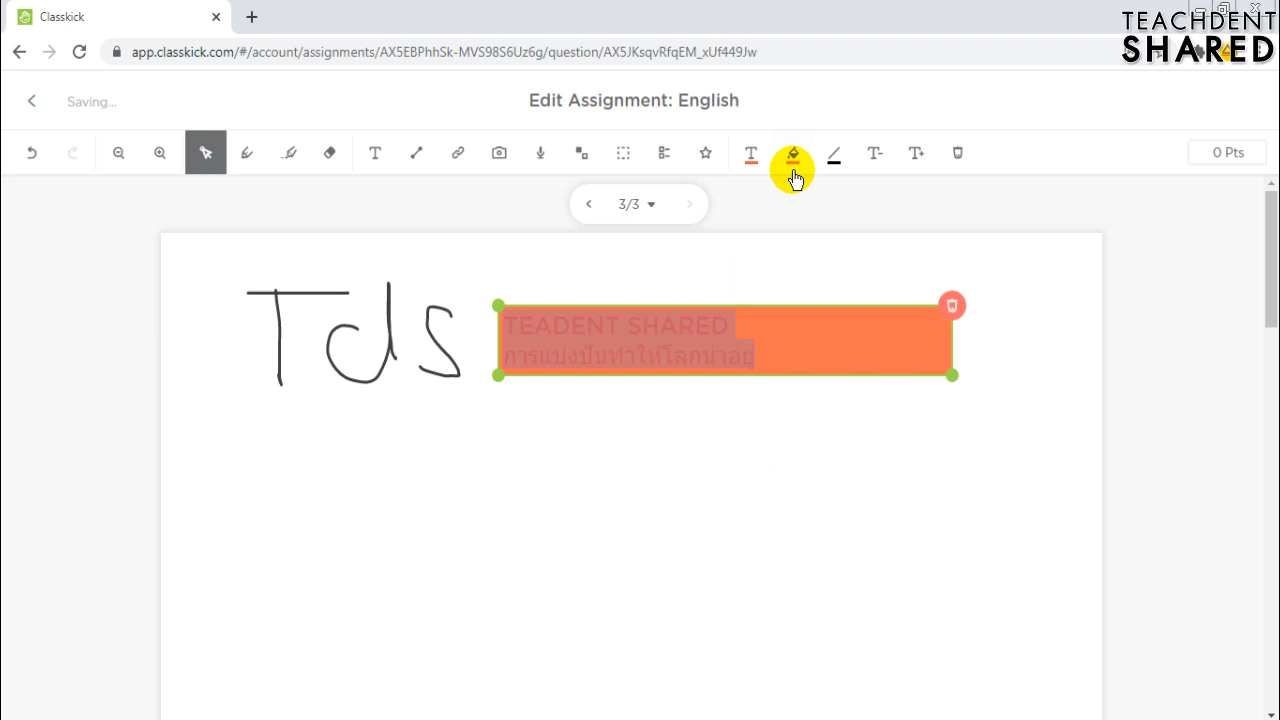 Classkick
TEACHDENT
SHARED
app.classkick.com/#/account/assignments/AX5EBPhhSk-MVS98S6Uz6g/question/AX5JKsqvRfqEM_xUf449Jw
Saving...
Edit Assignment: English
0 Pts
3/3
Tds
TEADENT SHARED
การแบ่งปันทำให้โลกน่าอยู่